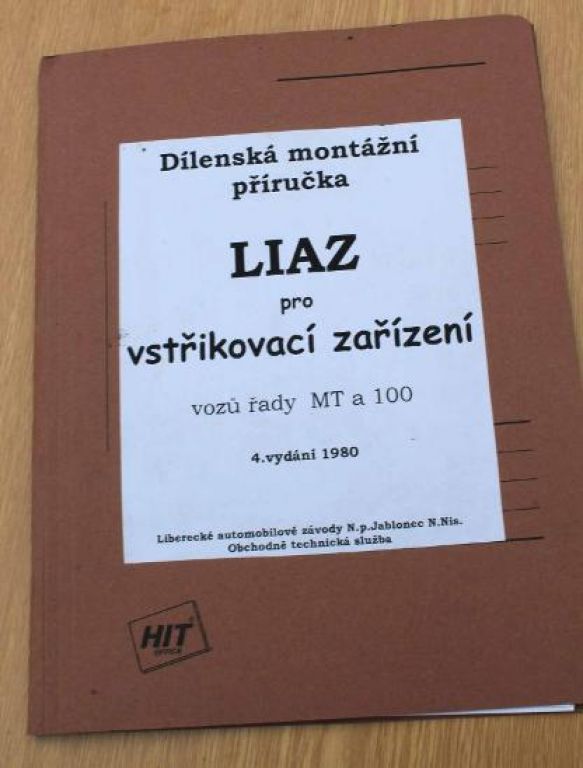 Dílenská montážní
příručka
LIAZ
pro
vstřikovací zařízení
vozů řady MT a 100
4.vydání 1980
Liberecké automobilové závody N.p.Jablonec N.Nis.
Obchodně technická služba
HIT
OFFICE